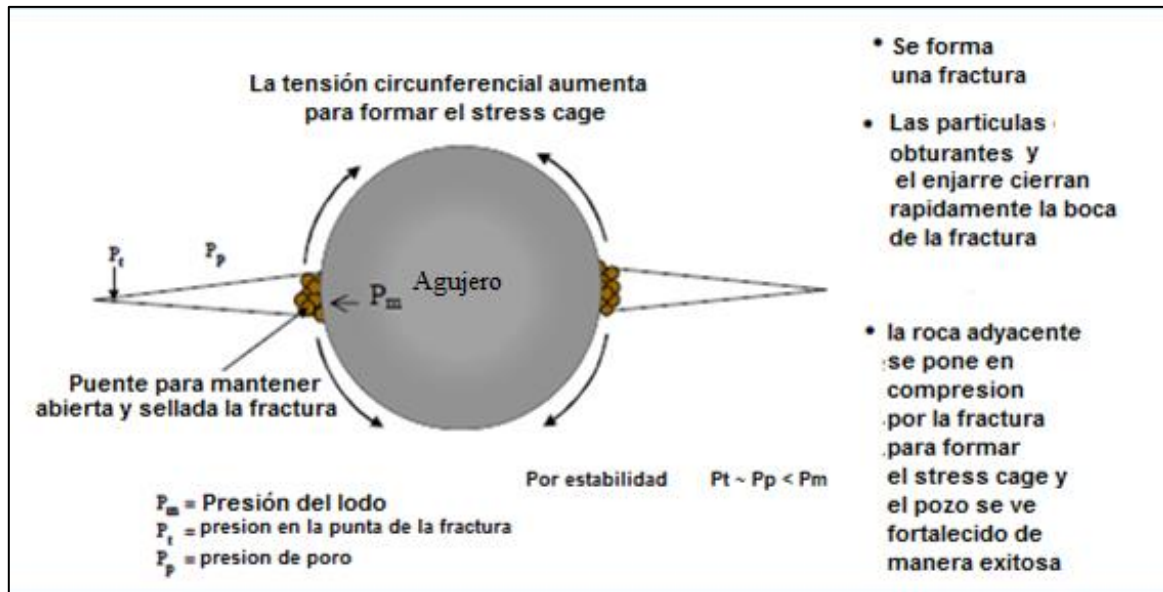 La tensión circunferencial aumenta
para formar el stress cage
Pt
Pp
Pm
Agujero
Puente para mantener
abierta y sellada la fractura
Por estabilidad Pt ~ Pp < Pm
Pm = Presión del lodo
Pt = presion en la punta de la fractura
Pp = presion de poro
• Se forma
una fractura
• Las particulas
obturantes y
el enjarre cierran
rapidamente la boca
de la fractura
• la roca adyacente
se pone en
compresion
por la fractura
para formar
el stress cage y
el pozo se ve
fortalecido de
manera exitosa